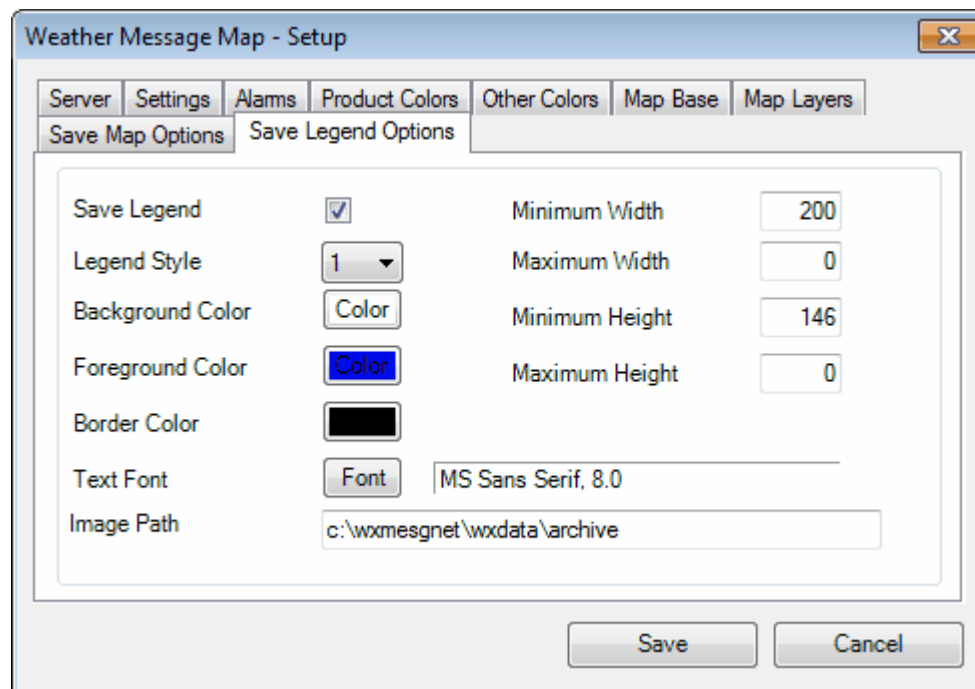 Weather Message Map - Setup
Server Settings Alarms Product Colors Other Colors Map Base Map Layers
Save Map Options Save Legend Options
Save Legend Minimum Width 200
Legend Style 1 Maximum Width 0
Background Color Color Minimum Height 146
Foreground Color Color Maximum Height 0
Border Color
Text Font Font MS Sans Serif, 8.0
Image Path c:\wxmesgnet\wxdata\archive
Save Cancel